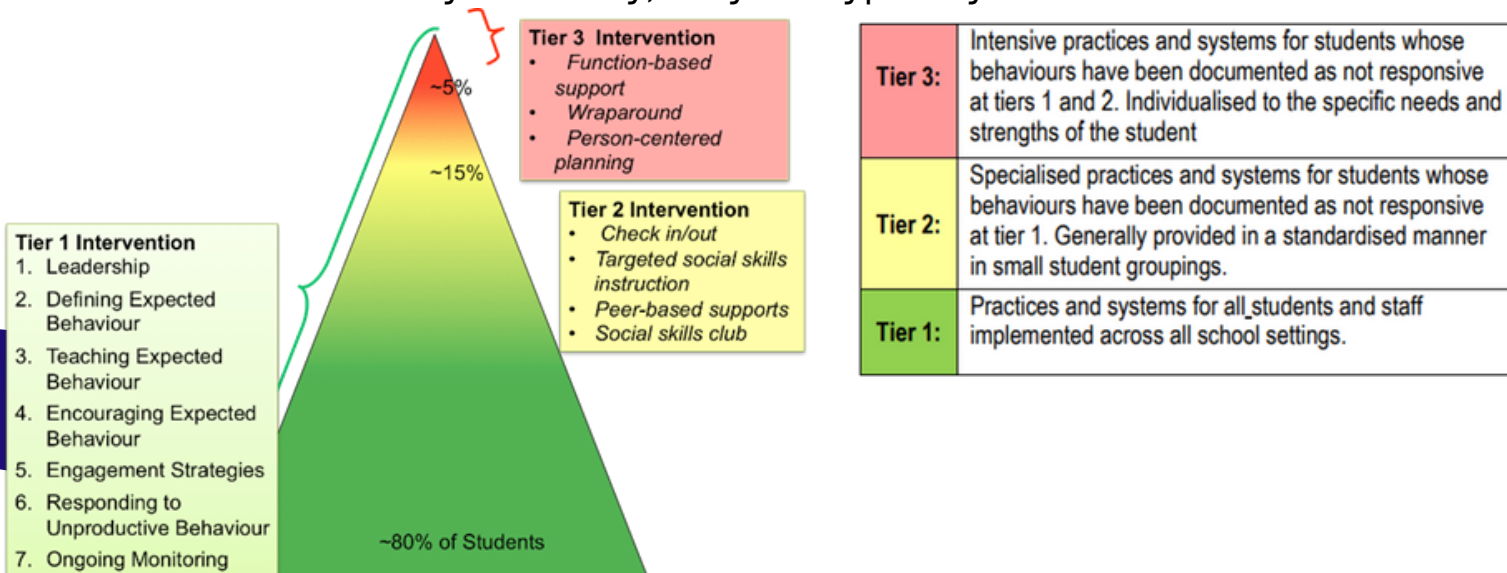 Tier 3  Intervention
• Function-based
support
• Wraparound
• Person-centered
planning
~5%
~15%
Tier 2 Intervention
• Check in/out
• Targeted social skills
instruction
• Peer-based supports
• Social skills club
Tier 1 Intervention
1. Leadership
2. Defining Expected
Behaviour
3. Teaching Expected
Behaviour
4. Encouraging Expected
Behaviour
5. Engagement Strategies
6. Responding to
Unproductive Behaviour
7. Ongoing Monitoring
~80% of Students
Tier 3:
Intensive practices and systems for students whose
behaviours have been documented as not responsive
at tiers 1 and 2. Individualised to the specific needs and
strengths of the student
Tier 2:
Specialised practices and systems for students whose
behaviours have been documented as not responsive
at tier 1. Generally provided in a standardised manner
in small student groupings.
Tier 1:
Practices and systems for all students and staff
implemented across all school settings.